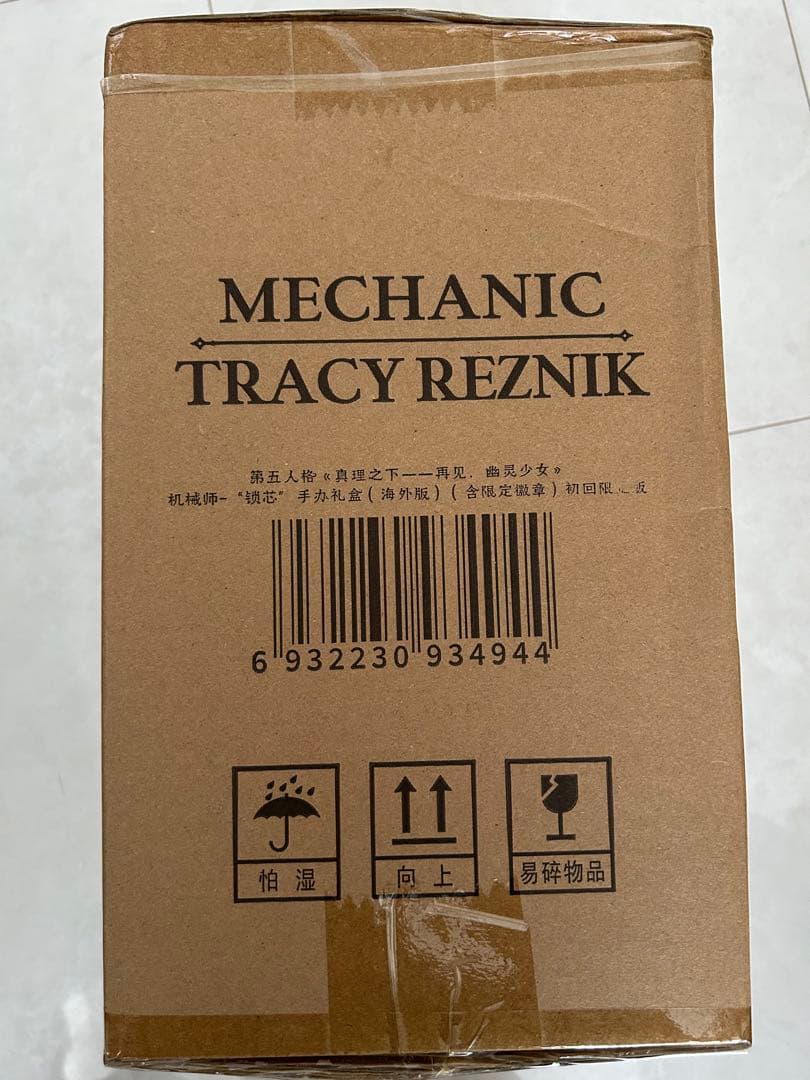 MECHANIC
TRACY REZNIK
第五人格《真理之下——再见，幽灵少女》
机械师-“锁芯”手办礼盒(海外版)(含限定徽章)初回限
6 932230 934944
怕湿
向上
易碎物品